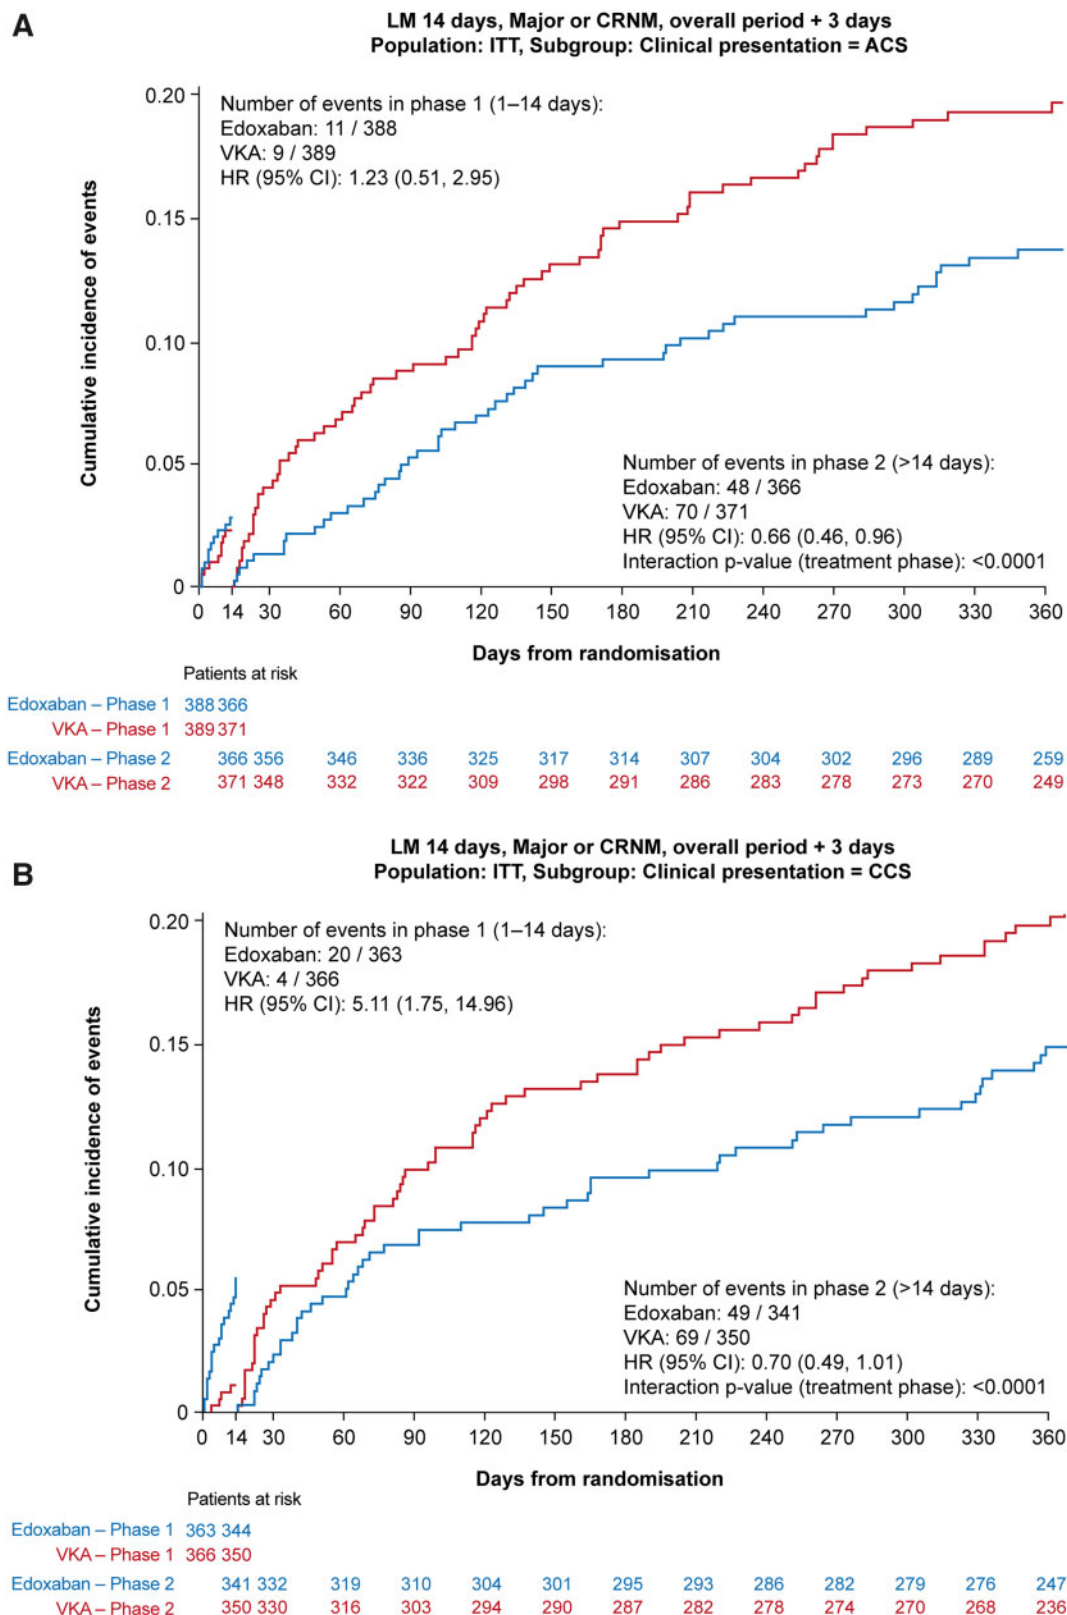 A
LM 14 days, Major or CRNM, overall period + 3 days
Population: ITT, Subgroup: Clinical presentation = ACS
Cumulative incidence of events
0.20
0.15
0.10
0.05
0
Number of events in phase 1 (1–14 days):
Edoxaban: 11 / 388
VKA: 9 / 389
HR (95% CI): 1.23 (0.51, 2.95)
Number of events in phase 2 (>14 days):
Edoxaban: 48 / 366
VKA: 70 / 371
HR (95% CI): 0.66 (0.46, 0.96)
Interaction p-value (treatment phase): <0.0001
0 14 30 60 90 120 150 180 210 240 270 300 330 360
Days from randomisation
Patients at risk
Edoxaban – Phase 1 388 366
VKA – Phase 1 389 371
Edoxaban – Phase 2 366 356 346 336 325 317 314 307 304 302 296 289 259
VKA – Phase 2 371 348 332 322 309 298 291 286 283 278 273 270 249
B
LM 14 days, Major or CRNM, overall period + 3 days
Population: ITT, Subgroup: Clinical presentation = CCS
Cumulative incidence of events
0.20
0.15
0.10
0.05
0
Number of events in phase 1 (1–14 days):
Edoxaban: 20 / 363
VKA: 4 / 366
HR (95% CI): 5.11 (1.75, 14.96)
Number of events in phase 2 (>14 days):
Edoxaban: 49 / 341
VKA: 69 / 350
HR (95% CI): 0.70 (0.49, 1.01)
Interaction p-value (treatment phase): <0.0001
0 14 30 60 90 120 150 180 210 240 270 300 330 360
Days from randomisation
Patients at risk
Edoxaban – Phase 1 363 344
VKA – Phase 1 366 350
Edoxaban – Phase 2 341 332 319 310 304 301 295 293 286 282 279 276 247
VKA – Phase 2 350 330 316 303 294 290 287 282 278 274 270 268 236